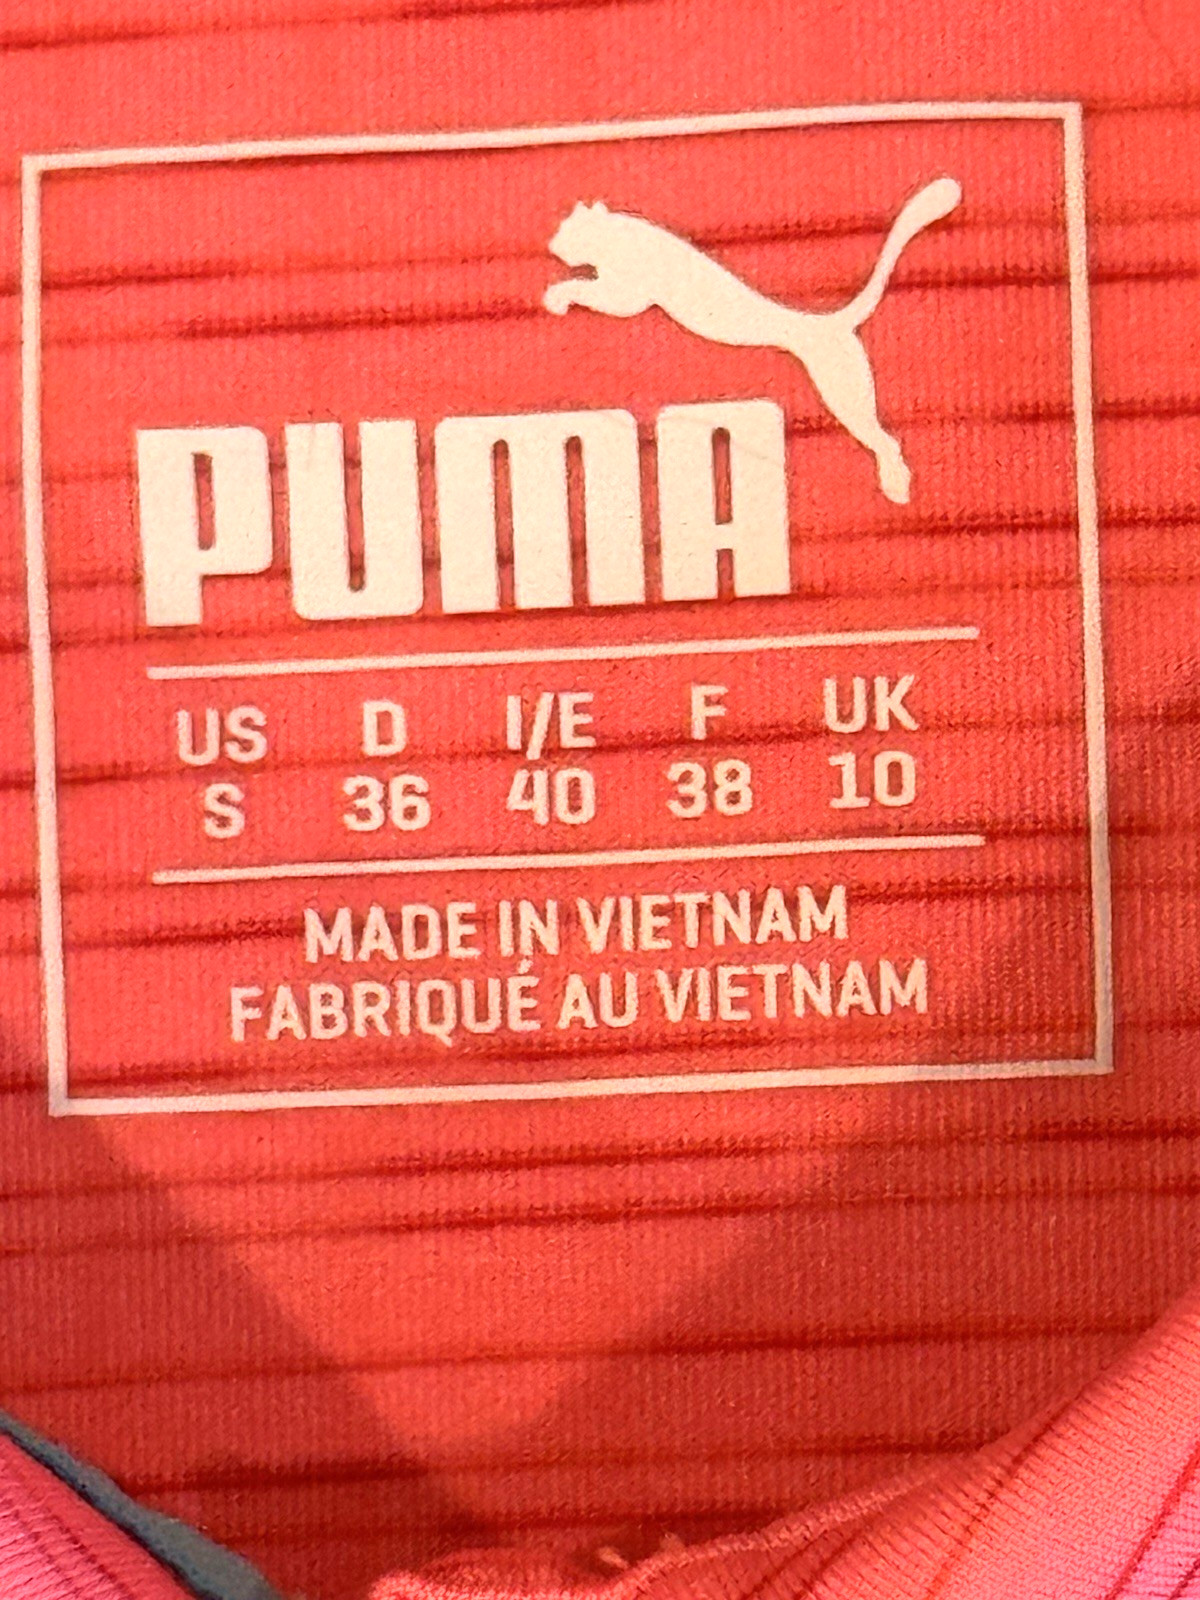 PUMA
US D I/E F UK
S 36 40 38 10
MADE IN VIETNAM
FABRIQUÉ AU VIETNAM